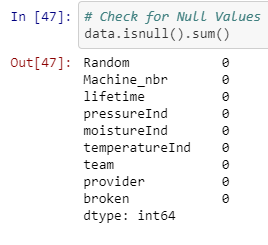 In [47]: # Check for Null Values
data.isnull().sum()
Out[47]: Random 0
Machine_nbr 0
lifetime 0
pressureInd 0
moistureInd 0
temperatureInd 0
team 0
provider 0
broken 0
dtype: int64